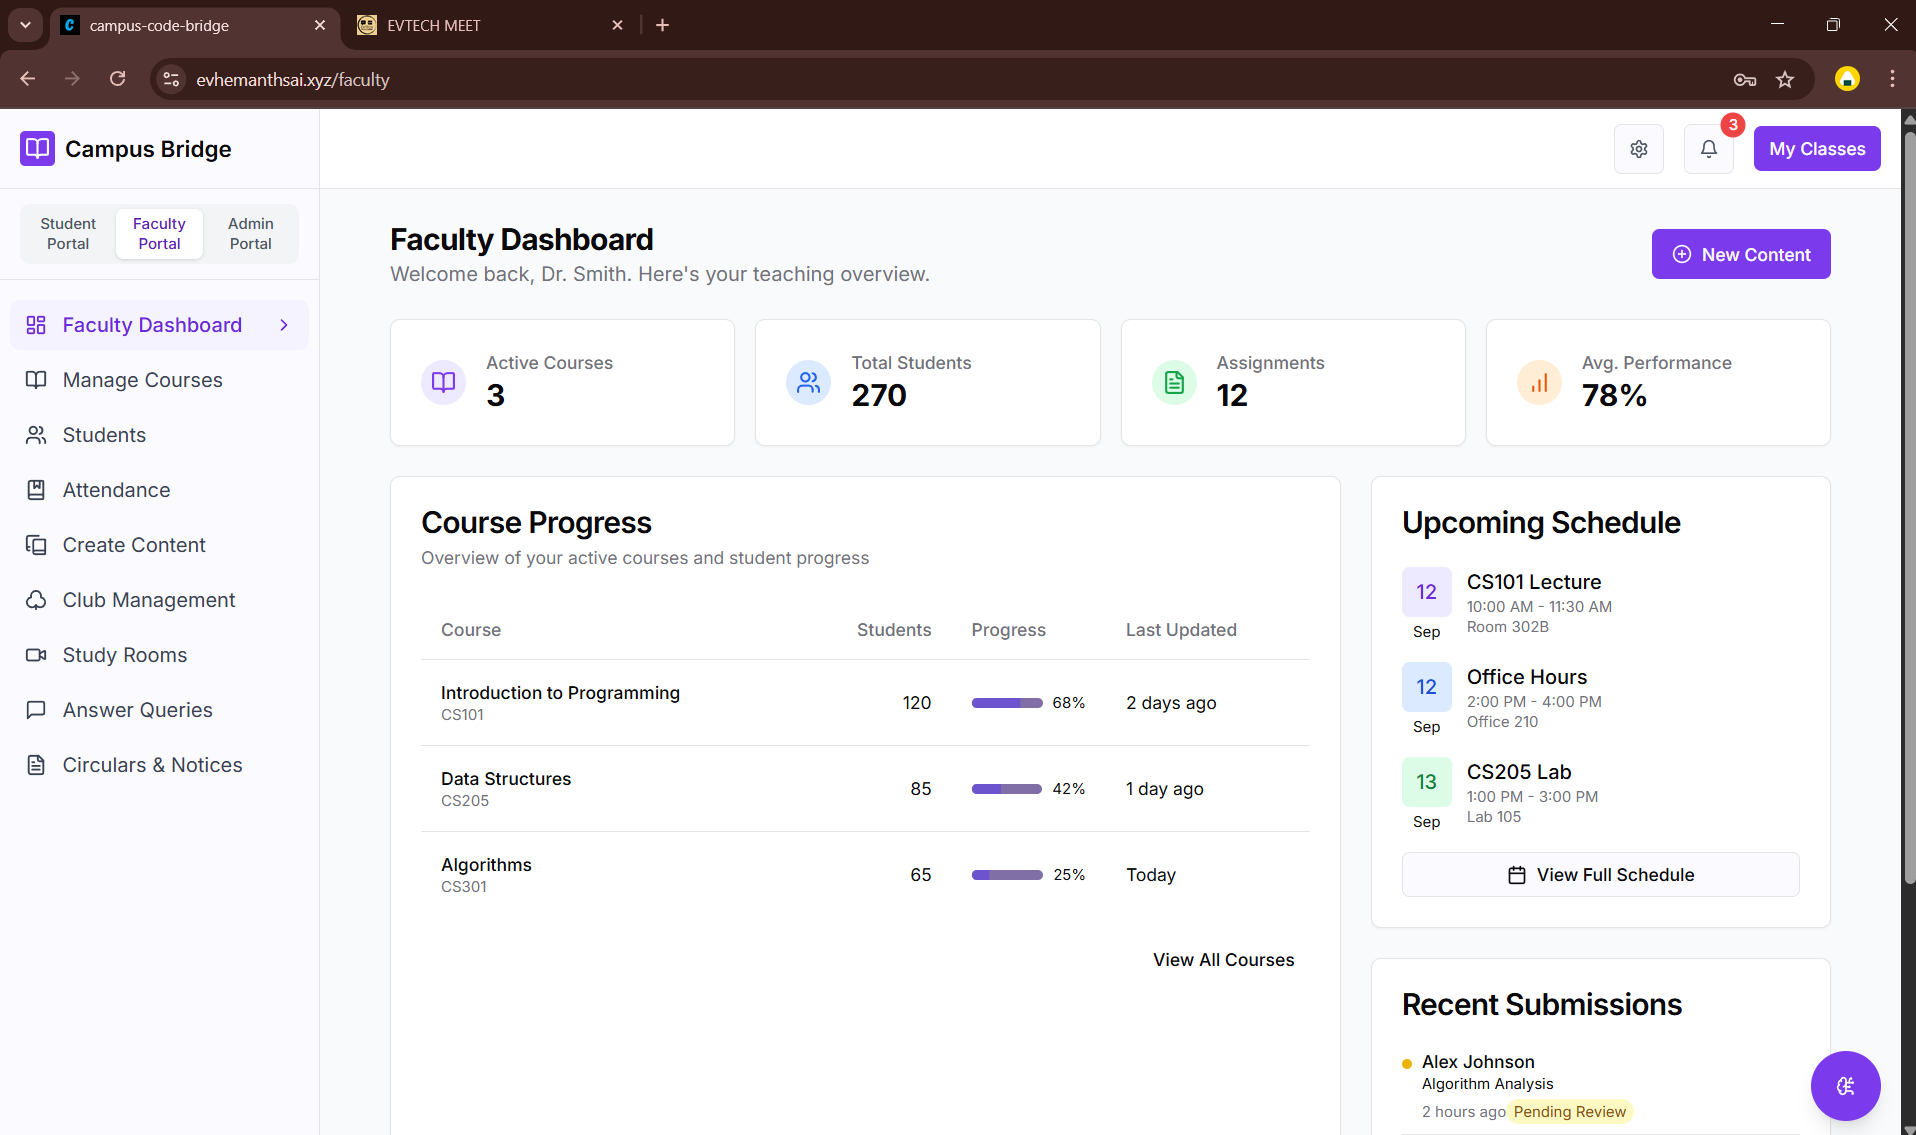 campus-code-bridge
EVTECH MEET
evhemanthsai.xyz/faculty
Campus Bridge
3
My Classes
Student
Portal
Faculty
Portal
Admin
Portal
Faculty Dashboard
Manage Courses
Students
Attendance
Create Content
Club Management
Study Rooms
Answer Queries
Circulars & Notices
Faculty Dashboard
Welcome back, Dr. Smith. Here's your teaching overview.
New Content
Active Courses
3
Total Students
270
Assignments
12
Avg. Performance
78%
Course Progress
Overview of your active courses and student progress
Course Students Progress Last Updated
Introduction to Programming
CS101
120 68% 2 days ago
Data Structures
CS205
85 42% 1 day ago
Algorithms
CS301
65 25% Today
View All Courses
Upcoming Schedule
12
Sep
CS101 Lecture
10:00 AM - 11:30 AM
Room 302B
12
Sep
Office Hours
2:00 PM - 4:00 PM
Office 210
13
Sep
CS205 Lab
1:00 PM - 3:00 PM
Lab 105
View Full Schedule
Recent Submissions
Alex Johnson
Algorithm Analysis
2 hours ago Pending Review